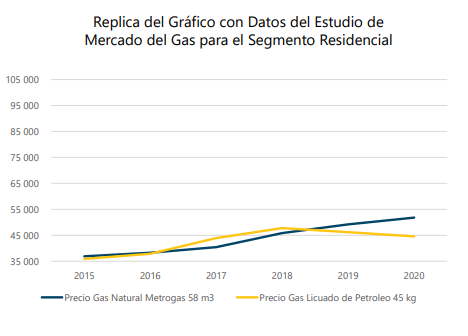 Replica del Gráfico con Datos del Estudio de
Mercado del Gas para el Segmento Residencial
105 000
95 000
85 000
75 000
65 000
55 000
45 000
35 000
2015 2016 2017 2018 2019 2020
Precio Gas Natural Metrogas 58 m3 Precio Gas Licuado de Petroleo 45 kg